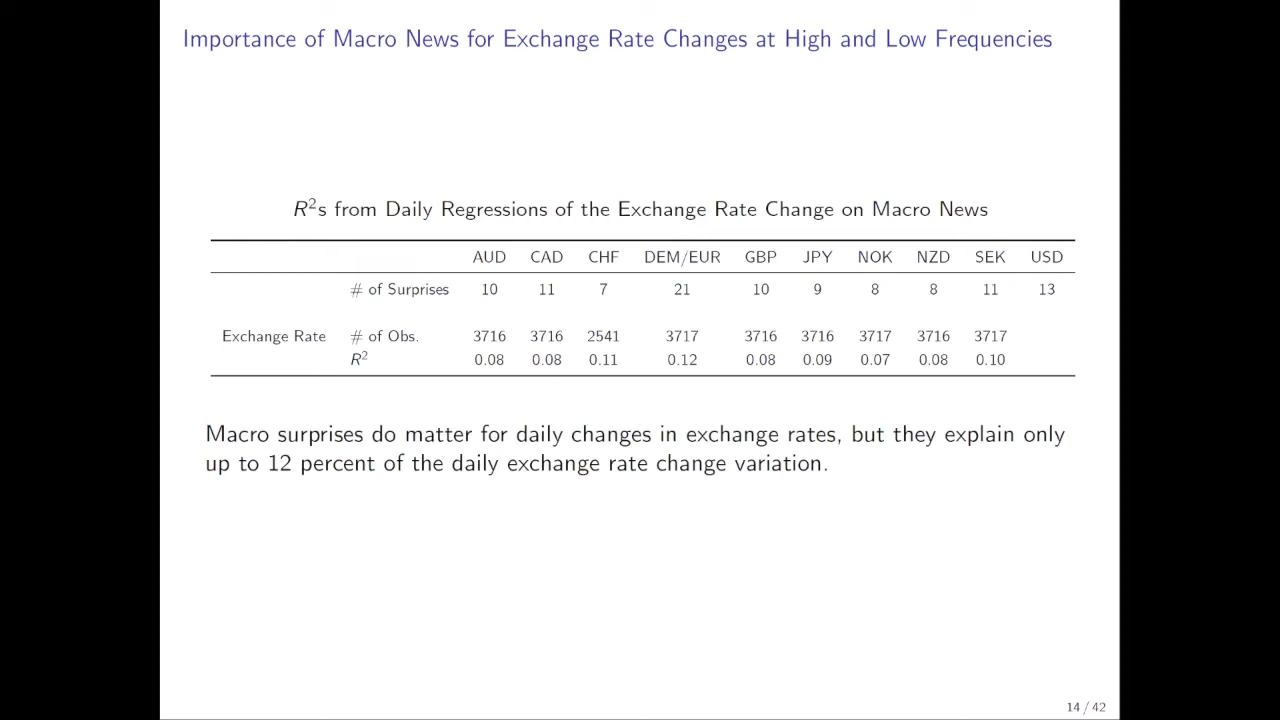 Importance of Macro News for Exchange Rate Changes at High and Low Frequencies
R²s from Daily Regressions of the Exchange Rate Change on Macro News
AUD CAD CHF DEM/EUR GBP JPY NOK NZD SEK USD
# of Surprises 10 11 7 21 10 9 8 8 11 13
Exchange Rate # of Obs. 3716 3716 2541 3717 3716 3716 3717 3716 3717
R² 0.08 0.08 0.11 0.12 0.08 0.09 0.07 0.08 0.10
Macro surprises do matter for daily changes in exchange rates, but they explain only
up to 12 percent of the daily exchange rate change variation.
14 / 42